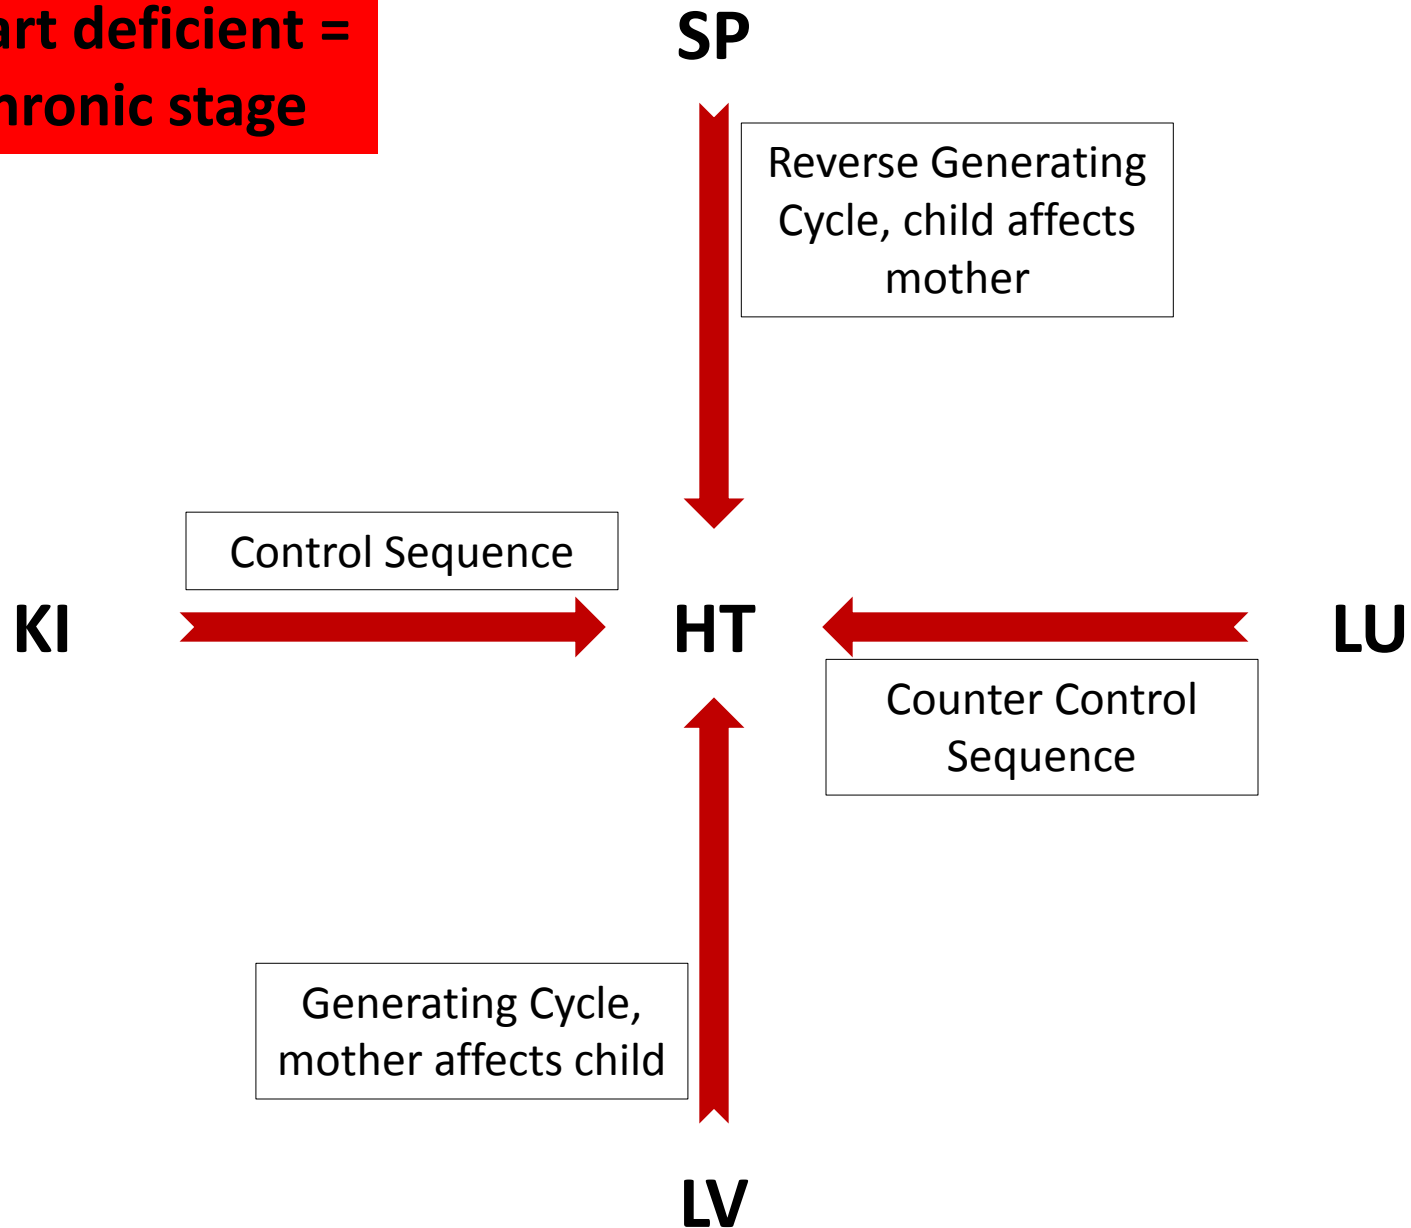 art deficient =
hronic stage
SP
Reverse Generating
Cycle, child affects
mother
Control Sequence
KI
HT
LU
Counter Control
Sequence
Generating Cycle,
mother affects child
LV